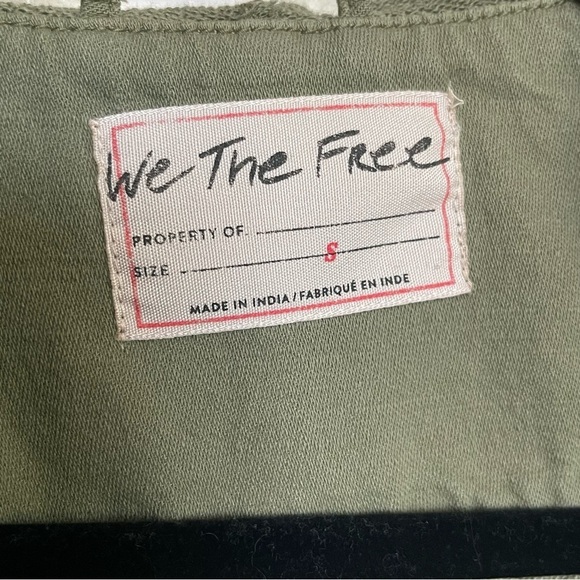 We The Free
PROPERTY OF
SIZE S
MADE IN INDIA / FABRIQUÉ EN INDE